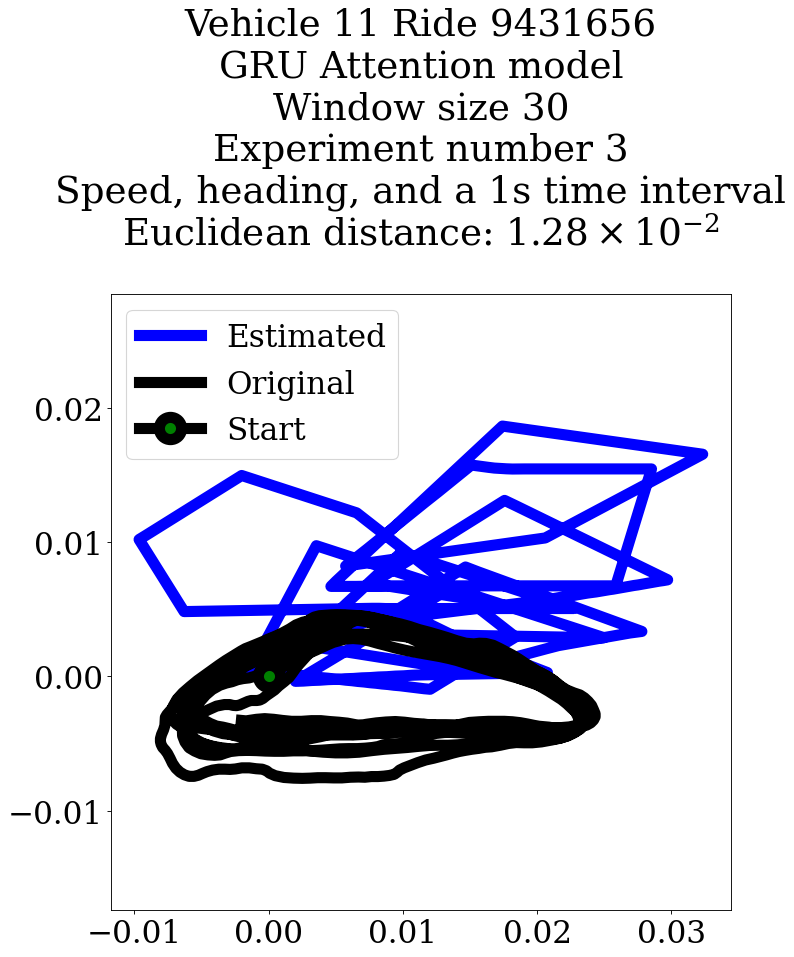 Vehicle 11 Ride 9431656
GRU Attention model
Window size 30
Experiment number 3
Speed, heading, and a 1s time interval
Euclidean distance: 1.28 × 10⁻²
Estimated
Original
Start
0.02
0.01
0.00
−0.01
−0.01 0.00 0.01 0.02 0.03